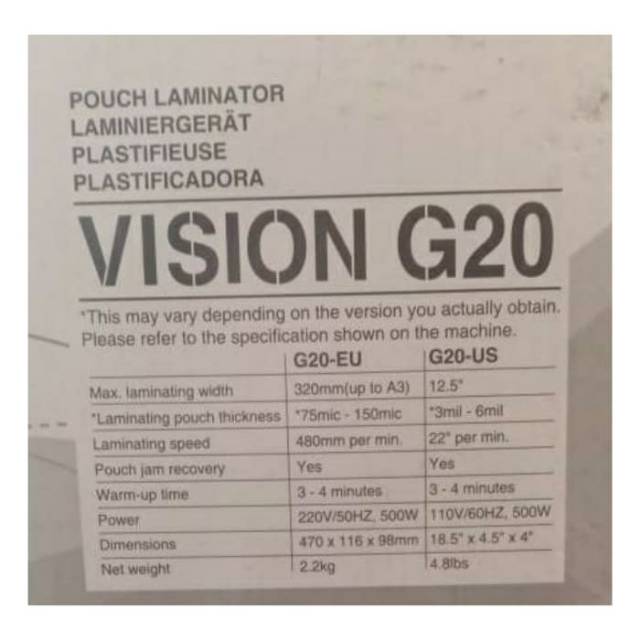 POUCH LAMINATOR
LAMINIERGERÄT
PLASTIFIEUSE
PLASTIFICADORA
VISION G20
*This may vary depending on the version you actually obtain.
Please refer to the specification shown on the machine.
G20-EU G20-US
Max. laminating width 320mm(up to A3) 12.5"
*Laminating pouch thickness *75mic - 150mic *3mil - 6mil
Laminating speed 480mm per min. 22" per min.
Pouch jam recovery Yes Yes
Warm-up time 3 - 4 minutes 3 - 4 minutes
Power 220V/50HZ, 500W 110V/60HZ, 500W
Dimensions 470 x 116 x 98mm 18.5" x 4.5" x 4"
Net weight 2.2kg 4.8lbs